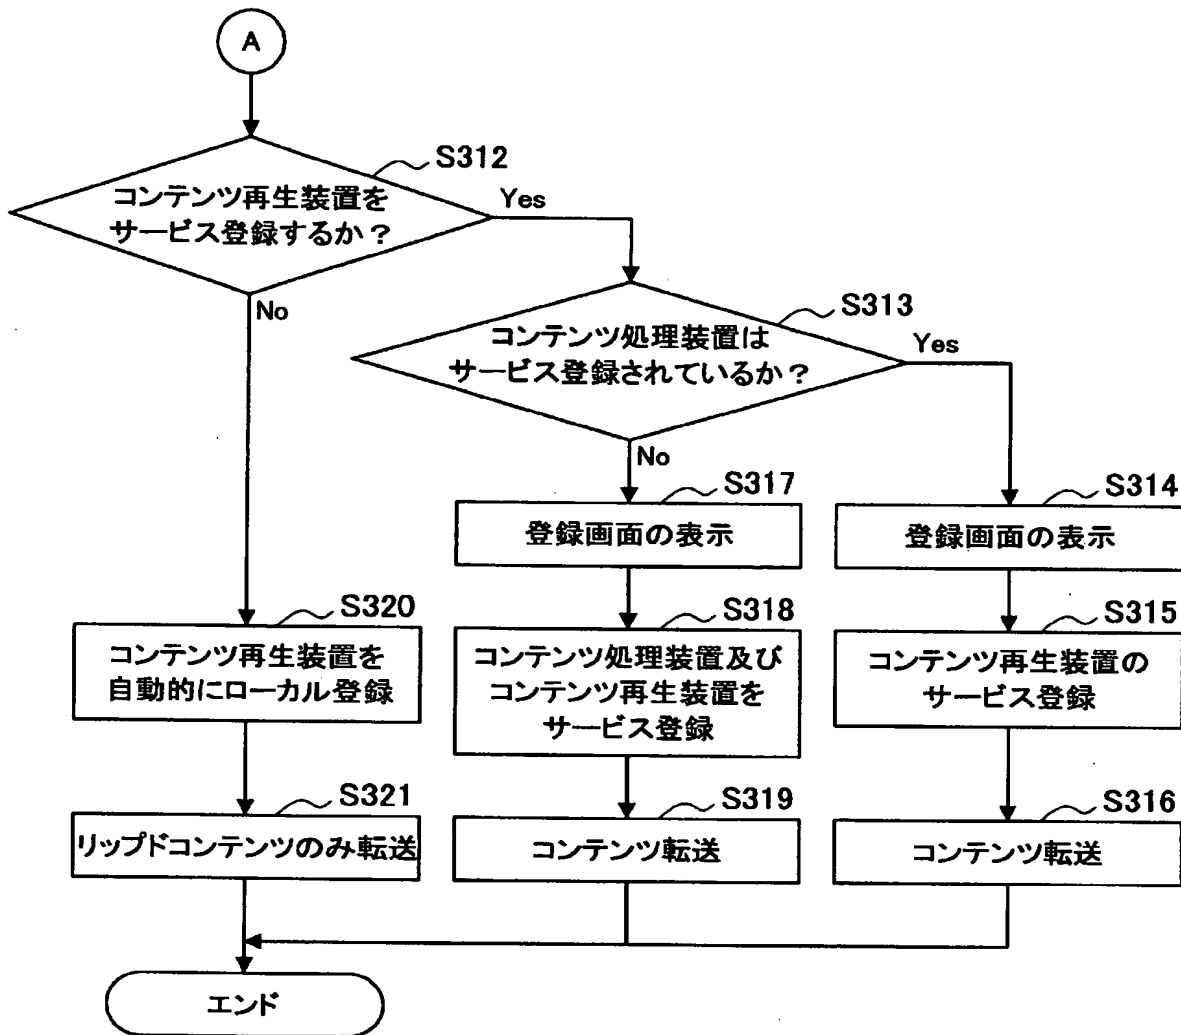 A
S312
コンテンツ再生装置を
サービス登録するか？
Yes
No
S313
コンテンツ処理装置は
サービス登録されているか？
Yes
No
S317
登録画面の表示
S314
登録画面の表示
S320
コンテンツ再生装置を
自動的にローカル登録
S318
コンテンツ処理装置及び
コンテンツ再生装置を
サービス登録
S315
コンテンツ再生装置の
サービス登録
S321
リップドコンテンツのみ転送
S319
コンテンツ転送
S316
コンテンツ転送
エンド